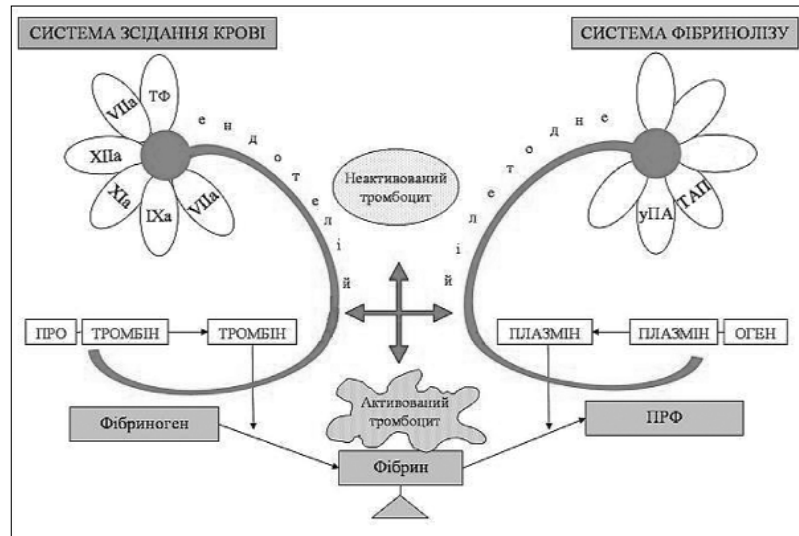 СИСТЕМА ЗСІДАННЯ КРОВІ
СИСТЕМА ФІБРИНОЛІЗУ
VIIa
ТФ
XIIa
XIa
IXa
VIIa
ендотелій
Неактивований
тромбоцит
ендотелій
уПА
ТАП
ПРО
ТРОМБІН
ТРОМБІН
ПЛАЗМІН
ПЛАЗМІН
ОГЕН
Фібриноген
Активований
тромбоцит
ПРФ
Фібрин